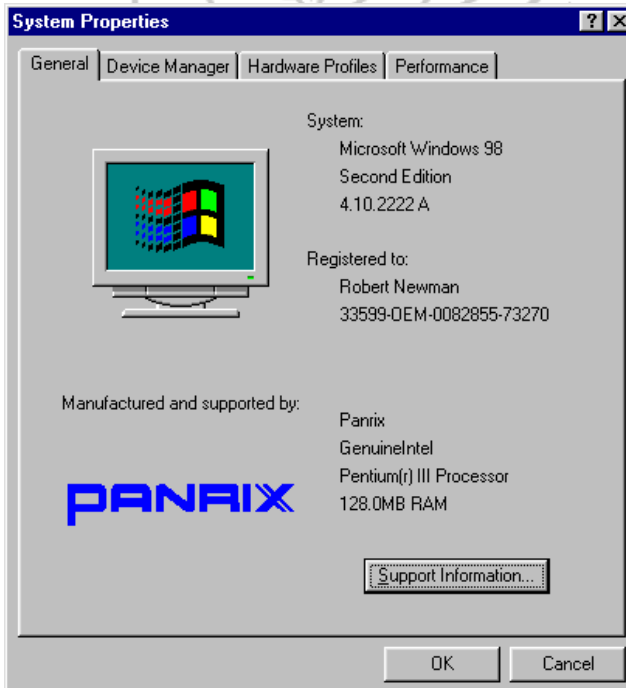 System Properties
General
Device Manager
Hardware Profiles
Performance
System:
Microsoft Windows 98
Second Edition
4.10.2222 A
Registered to:
Robert Newman
33599-OEM-0082855-73270
Manufactured and supported by:
Panrix
GenuineIntel
Pentium(r) III Processor
128.0MB RAM
PANRIX
Support Information...
OK
Cancel